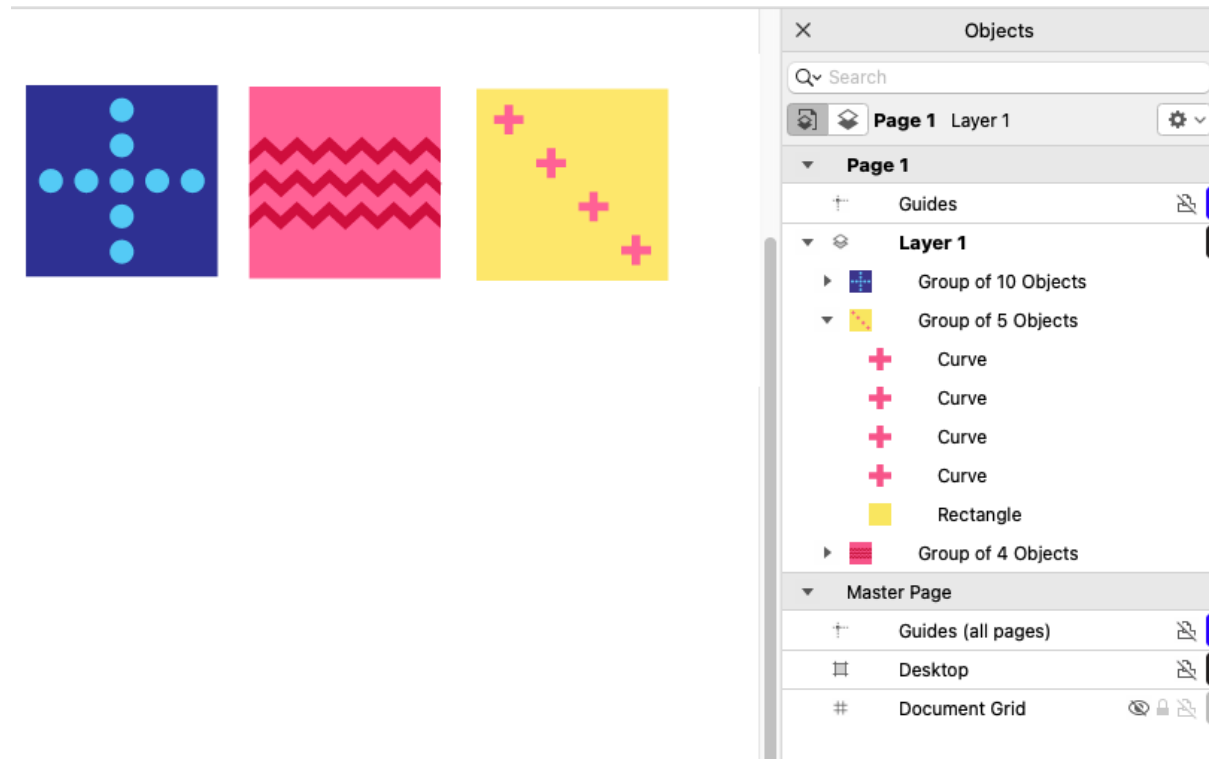 Objects
Search
Page 1 Layer 1
Page 1
Guides
Layer 1
Group of 10 Objects
Group of 5 Objects
Curve
Curve
Curve
Curve
Rectangle
Group of 4 Objects
Master Page
Guides (all pages)
Desktop
Document Grid